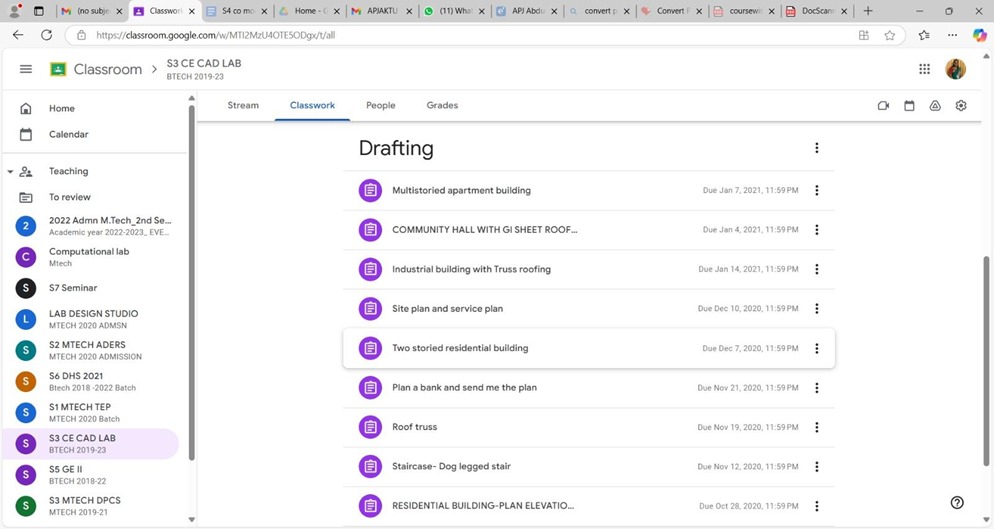 (no subje
Classwork
S4 co mo
Home - G
APJAKTU
(11) What
APJ Abdu
convert p
Convert F
coursewi
DocScann
https://classroom.google.com/w/MTI2MzU4OTE5ODgx/t/all
Classroom
S3 CE CAD LAB
BTECH 2019-23
Home
Calendar
Teaching
To review
2
2022 Admn M.Tech_2nd Se...
Academic year 2022-2023_ EVE...
C
Computational lab
Mtech
S
S7 Seminar
L
LAB DESIGN STUDIO
MTECH 2020 ADMSN
S
S2 MTECH ADERS
MTECH 2020 ADMISSION
S
S6 DHS 2021
Btech 2018 -2022 Batch
S
S1 MTECH TEP
MTECH 2020 Batch
S
S3 CE CAD LAB
BTECH 2019-23
S
S5 GE II
BTECH 2018-22
S
S3 MTECH DPCS
MTECH 2019-21
Stream Classwork People Grades
Drafting
Multistoried apartment building Due Jan 7, 2021, 11:59 PM
COMMUNITY HALL WITH GI SHEET ROOF... Due Jan 4, 2021, 11:59 PM
Industrial building with Truss roofing Due Jan 14, 2021, 11:59 PM
Site plan and service plan Due Dec 10, 2020, 11:59 PM
Two storied residential building Due Dec 7, 2020, 11:59 PM
Plan a bank and send me the plan Due Nov 21, 2020, 11:59 PM
Roof truss Due Nov 19, 2020, 11:59 PM
Staircase- Dog legged stair Due Nov 12, 2020, 11:59 PM
RESIDENTIAL BUILDING-PLAN ELEVATIO... Due Oct 28, 2020, 11:59 PM